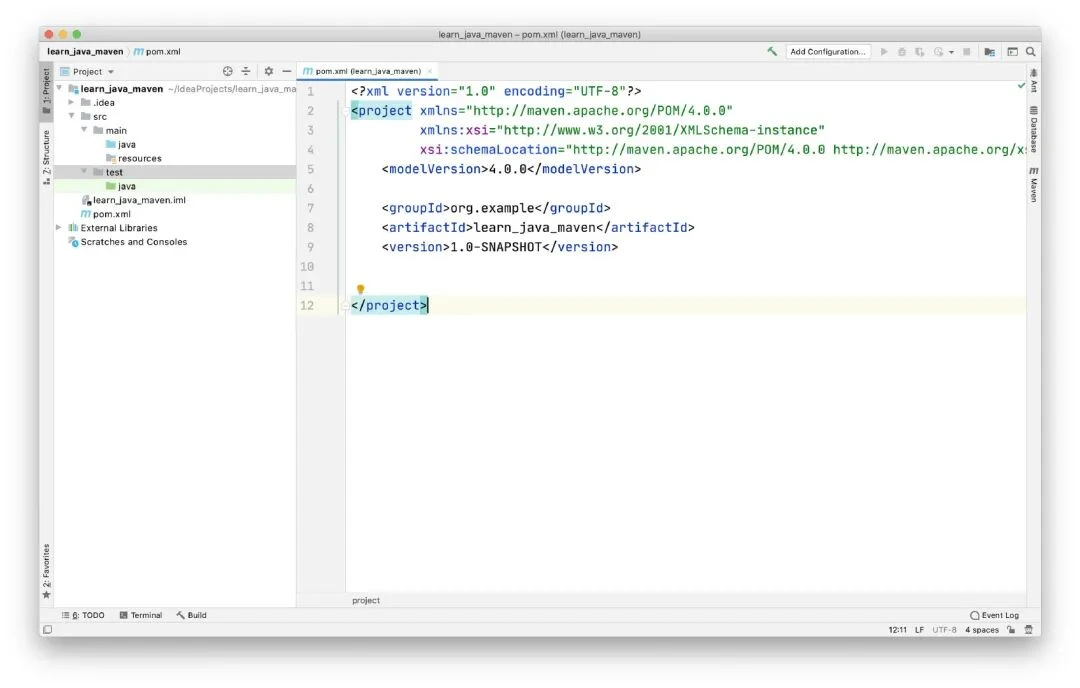 learn_java_maven – pom.xml (learn_java_maven)
learn_java_maven pom.xml
Add Configuration...
1: Project
Z: Structure
2: Favorites
Project
learn_java_maven ~/IdeaProjects/learn_java_ma
.idea
src
main
java
resources
test
java
learn_java_maven.iml
pom.xml
External Libraries
Scratches and Consoles
pom.xml (learn_java_maven)
1 <?xml version="1.0" encoding="UTF-8"?>
2 <project xmlns="http://maven.apache.org/POM/4.0.0"
3 xmlns:xsi="http://www.w3.org/2001/XMLSchema-instance"
4 xsi:schemaLocation="http://maven.apache.org/POM/4.0.0 http://maven.apache.org/xs
5 <modelVersion>4.0.0</modelVersion>
6
7 <groupId>org.example</groupId>
8 <artifactId>learn_java_maven</artifactId>
9 <version>1.0-SNAPSHOT</version>
10
11
12 </project>
project
Ant
Database
Maven
6: TODO Terminal Build
Event Log
12:11 LF UTF-8 4 spaces